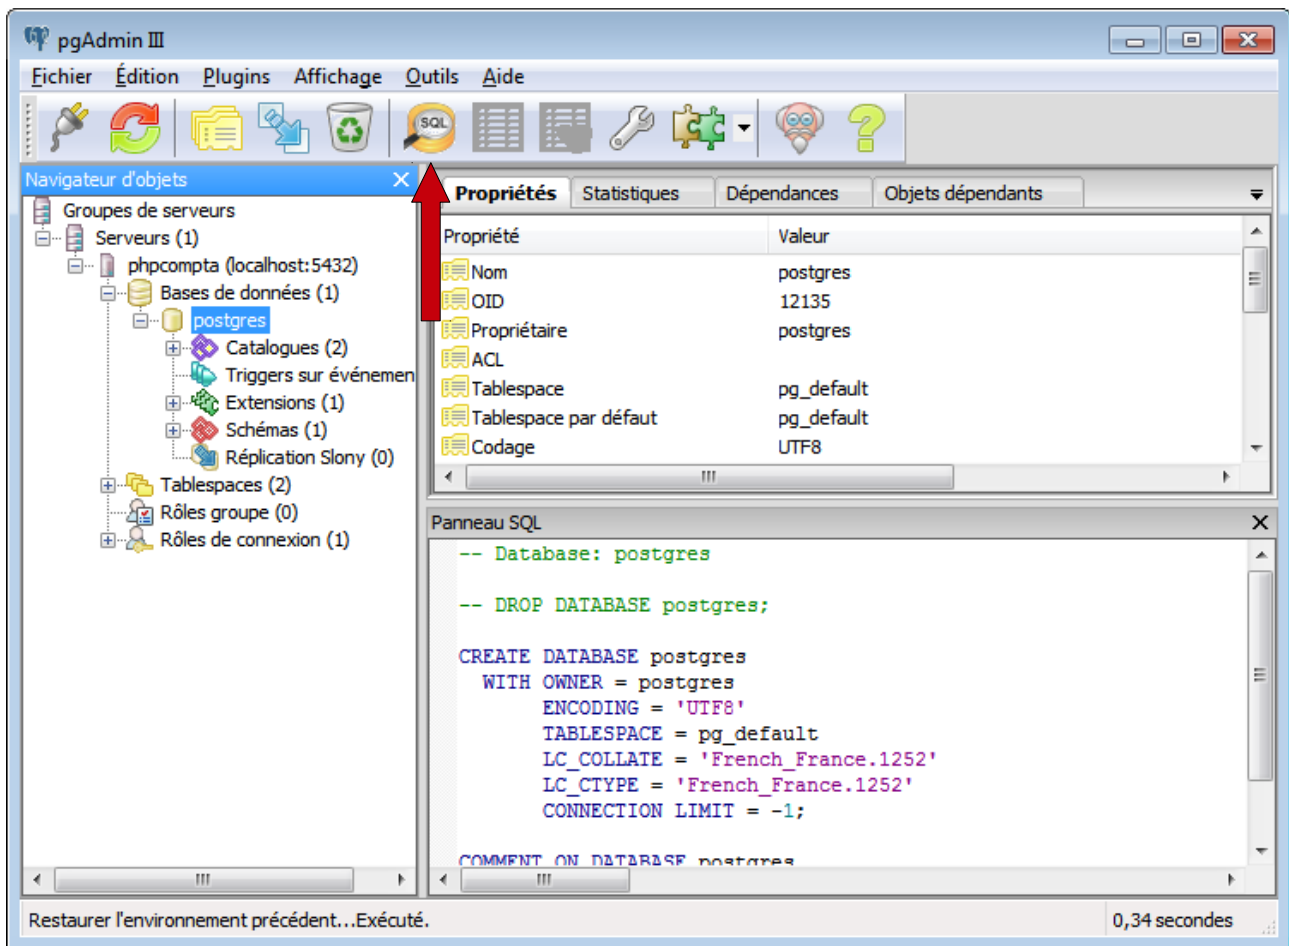 pgAdmin III
Fichier Édition Plugins Affichage Outils Aide
SQL
Navigateur d'objets
Groupes de serveurs
Serveurs (1)
phpcompta (localhost:5432)
Bases de données (1)
postgres
Catalogues (2)
Triggers sur événemen
Extensions (1)
Schémas (1)
Réplication Slony (0)
Tablespaces (2)
Rôles groupe (0)
Rôles de connexion (1)
Propriétés Statistiques Dépendances Objets dépendants
Propriété Valeur
Nom postgres
OID 12135
Propriétaire postgres
ACL
Tablespace pg_default
Tablespace par défaut pg_default
Codage UTF8
Panneau SQL
-- Database: postgres
-- DROP DATABASE postgres;
CREATE DATABASE postgres
WITH OWNER = postgres
ENCODING = 'UTF8'
TABLESPACE = pg_default
LC_COLLATE = 'French_France.1252'
LC_CTYPE = 'French_France.1252'
CONNECTION LIMIT = -1;
COMMENT ON DATABASE postgres
Restaurer l'environnement précédent...Exécuté. 0,34 secondes